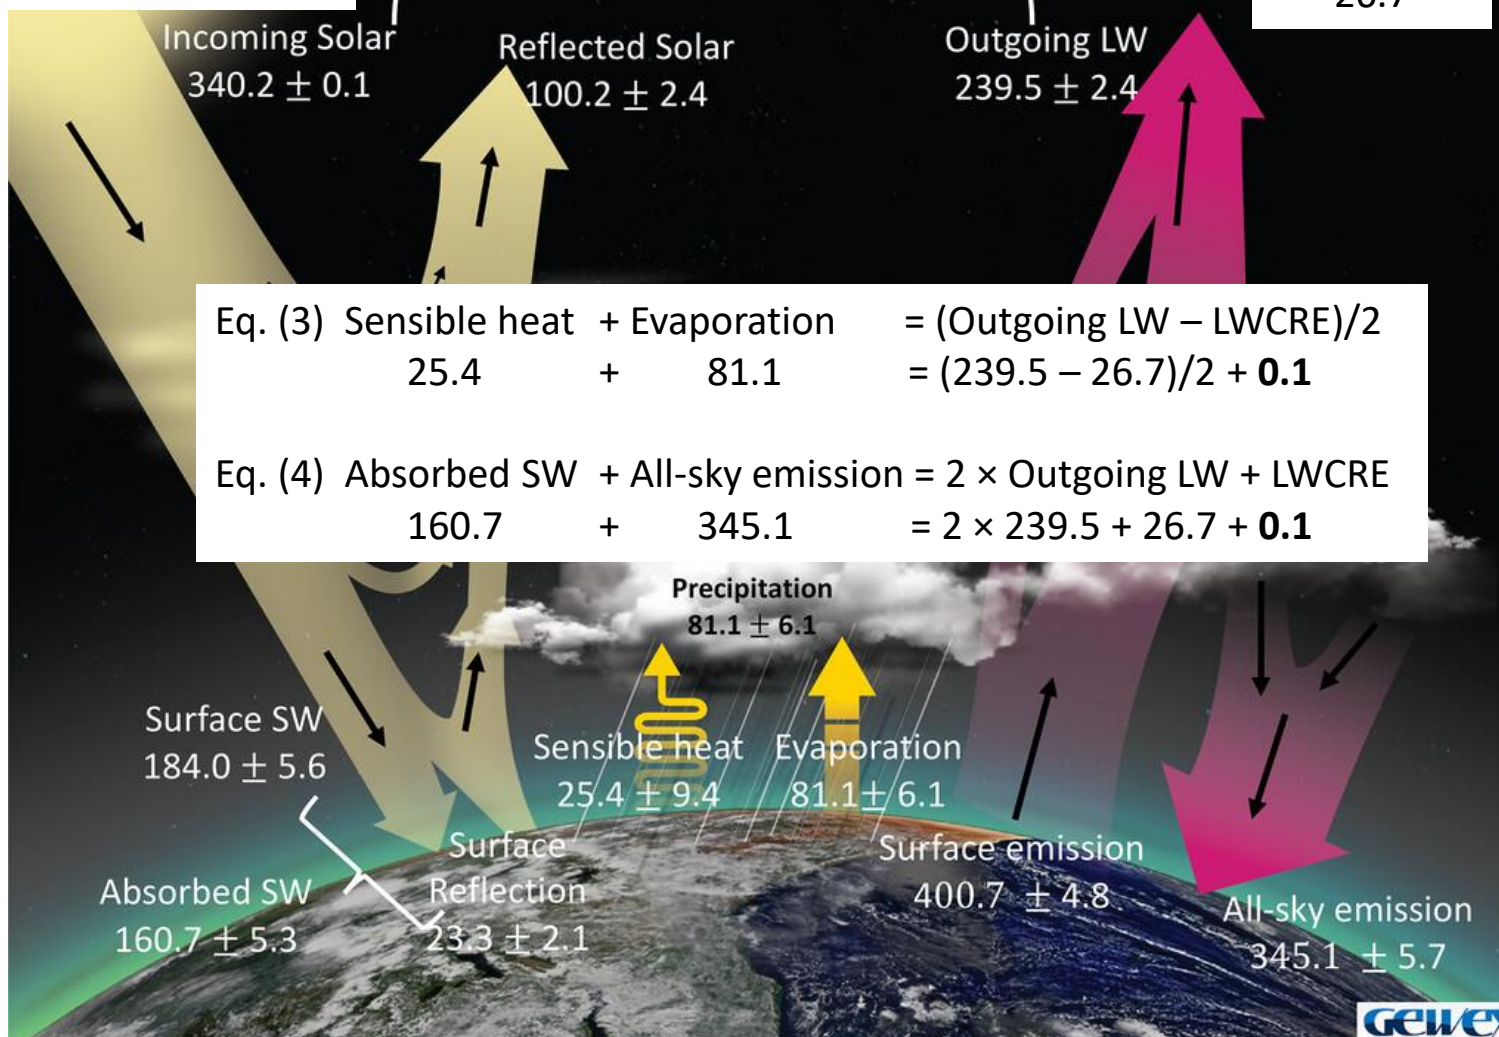 26.7
Incoming Solar
340.2 ± 0.1
Reflected Solar
100.2 ± 2.4
Outgoing LW
239.5 ± 2.4
Eq. (3) Sensible heat + Evaporation = (Outgoing LW – LWCRE)/2
25.4 + 81.1 = (239.5 – 26.7)/2 + 0.1
Eq. (4) Absorbed SW + All-sky emission = 2 × Outgoing LW + LWCRE
160.7 + 345.1 = 2 × 239.5 + 26.7 + 0.1
Precipitation
81.1 ± 6.1
Surface SW
184.0 ± 5.6
Sensible heat
25.4 ± 9.4
Evaporation
81.1± 6.1
Absorbed SW
160.7 ± 5.3
Surface
Reflection
23.3 ± 2.1
Surface emission
400.7 ± 4.8
All-sky emission
345.1 ± 5.7